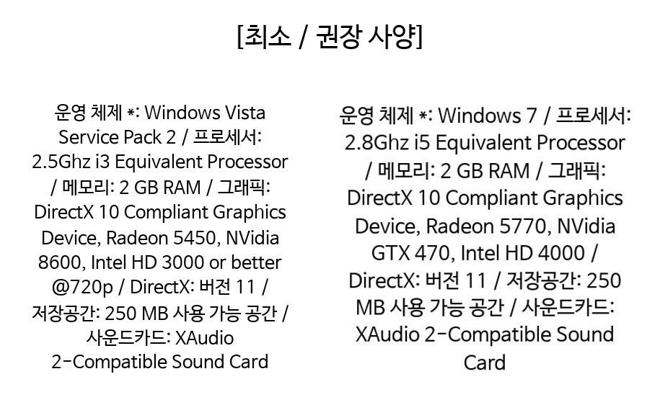 [최소 / 권장 사양]
운영 체제 *: Windows Vista
Service Pack 2 / 프로세서:
2.5Ghz i3 Equivalent Processor
/ 메모리: 2 GB RAM / 그래픽:
DirectX 10 Compliant Graphics
Device, Radeon 5450, NVidia
8600, Intel HD 3000 or better
@720p / DirectX: 버전 11 /
저장공간: 250 MB 사용 가능 공간 /
사운드카드: XAudio
2-Compatible Sound Card
운영 체제 *: Windows 7 / 프로세서:
2.8Ghz i5 Equivalent Processor
/ 메모리: 2 GB RAM / 그래픽:
DirectX 10 Compliant Graphics
Device, Radeon 5770, NVidia
GTX 470, Intel HD 4000 /
DirectX: 버전 11 / 저장공간: 250
MB 사용 가능 공간 / 사운드카드:
XAudio 2-Compatible Sound
Card